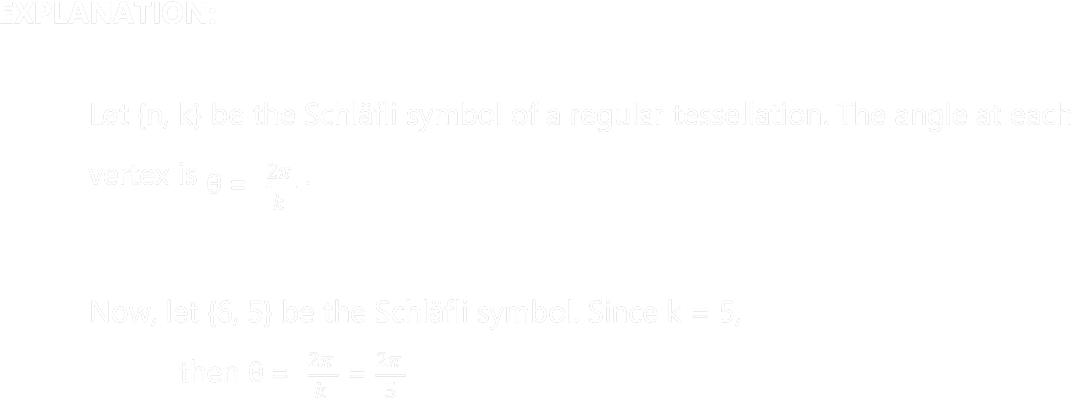 EXPLANATION:
Let {n, k} be the Schläfli symbol of a regular tessellation. The angle at each
vertex is θ = 2π/k .
Now, let {6, 5} be the Schläfli symbol. Since k = 5,
then θ = 2π/k = 2π/5